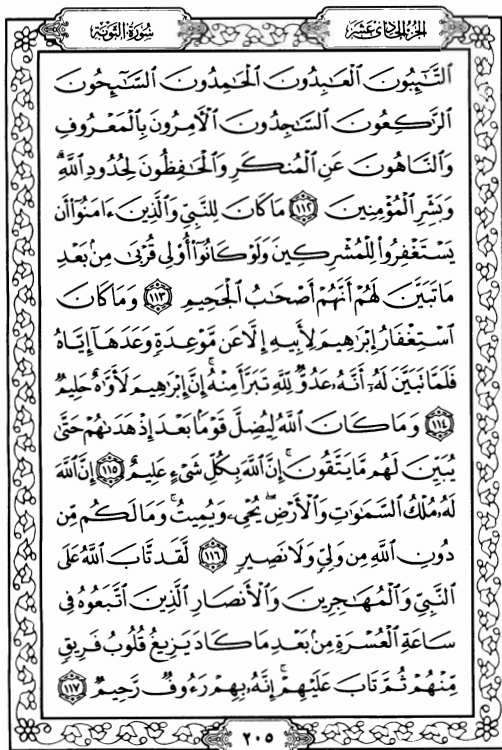 الجزء الحادى عشر
سورة التوبة
ٱلتَّـٰٓئِبُونَ ٱلْعَـٰبِدُونَ ٱلْحَـٰمِدُونَ ٱلسَّـٰٓئِحُونَ
ٱلرَّٰكِعُونَ ٱلسَّـٰجِدُونَ ٱلْـَٔامِرُونَ بِٱلْمَعْرُوفِ
وَٱلنَّاهُونَ عَنِ ٱلْمُنكَرِ وَٱلْحَـٰفِظُونَ لِحُدُودِ ٱللَّهِ ۗ
وَبَشِّرِ ٱلْمُؤْمِنِينَ ١١٢ مَا كَانَ لِلنَّبِىِّ وَٱلَّذِينَ ءَامَنُوٓا۟ أَن
يَسْتَغْفِرُوا۟ لِلْمُشْرِكِينَ وَلَوْ كَانُوٓا۟ أُو۟لِى قُرْبَىٰ مِنۢ بَعْدِ
مَا تَبَيَّنَ لَهُمْ أَنَّهُمْ أَصْحَـٰبُ ٱلْجَحِيمِ ١١٣ وَمَا كَانَ
ٱسْتِغْفَارُ إِبْرَٰهِيمَ لِأَبِيهِ إِلَّا عَن مَّوْعِدَةٍ وَعَدَهَآ إِيَّاهُ
فَلَمَّا تَبَيَّنَ لَهُۥٓ أَنَّهُۥ عَدُوٌّ لِّلَّهِ تَبَرَّأَ مِنْهُ ۚ إِنَّ إِبْرَٰهِيمَ لَأَوَّٰهٌ حَلِيمٌ
١١٤ وَمَا كَانَ ٱللَّهُ لِيُضِلَّ قَوْمًۢا بَعْدَ إِذْ هَدَىٰهُمْ حَتَّىٰ
يُبَيِّنَ لَهُم مَّا يَتَّقُونَ ۚ إِنَّ ٱللَّهَ بِكُلِّ شَىْءٍ عَلِيمٌ ١١٥ إِنَّ ٱللَّهَ
لَهُۥ مُلْكُ ٱلسَّمَـٰوَٰتِ وَٱلْأَرْضِ ۖ يُحْىِۦ وَيُمِيتُ ۚ وَمَا لَكُم مِّن
دُونِ ٱللَّهِ مِن وَلِىٍّ وَلَا نَصِيرٍ ١١٦ لَّقَد تَّابَ ٱللَّهُ عَلَى
ٱلنَّبِىِّ وَٱلْمُهَـٰجِرِينَ وَٱلْأَنصَارِ ٱلَّذِينَ ٱتَّبَعُوهُ فِى
سَاعَةِ ٱلْعُسْرَةِ مِنۢ بَعْدِ مَا كَادَ يَزِيغُ قُلُوبُ فَرِيقٍ
مِّنْهُمْ ثُمَّ تَابَ عَلَيْهِمْ ۚ إِنَّهُۥ بِهِمْ رَءُوفٌ رَّحِيمٌ ١١٧
٢٠٥